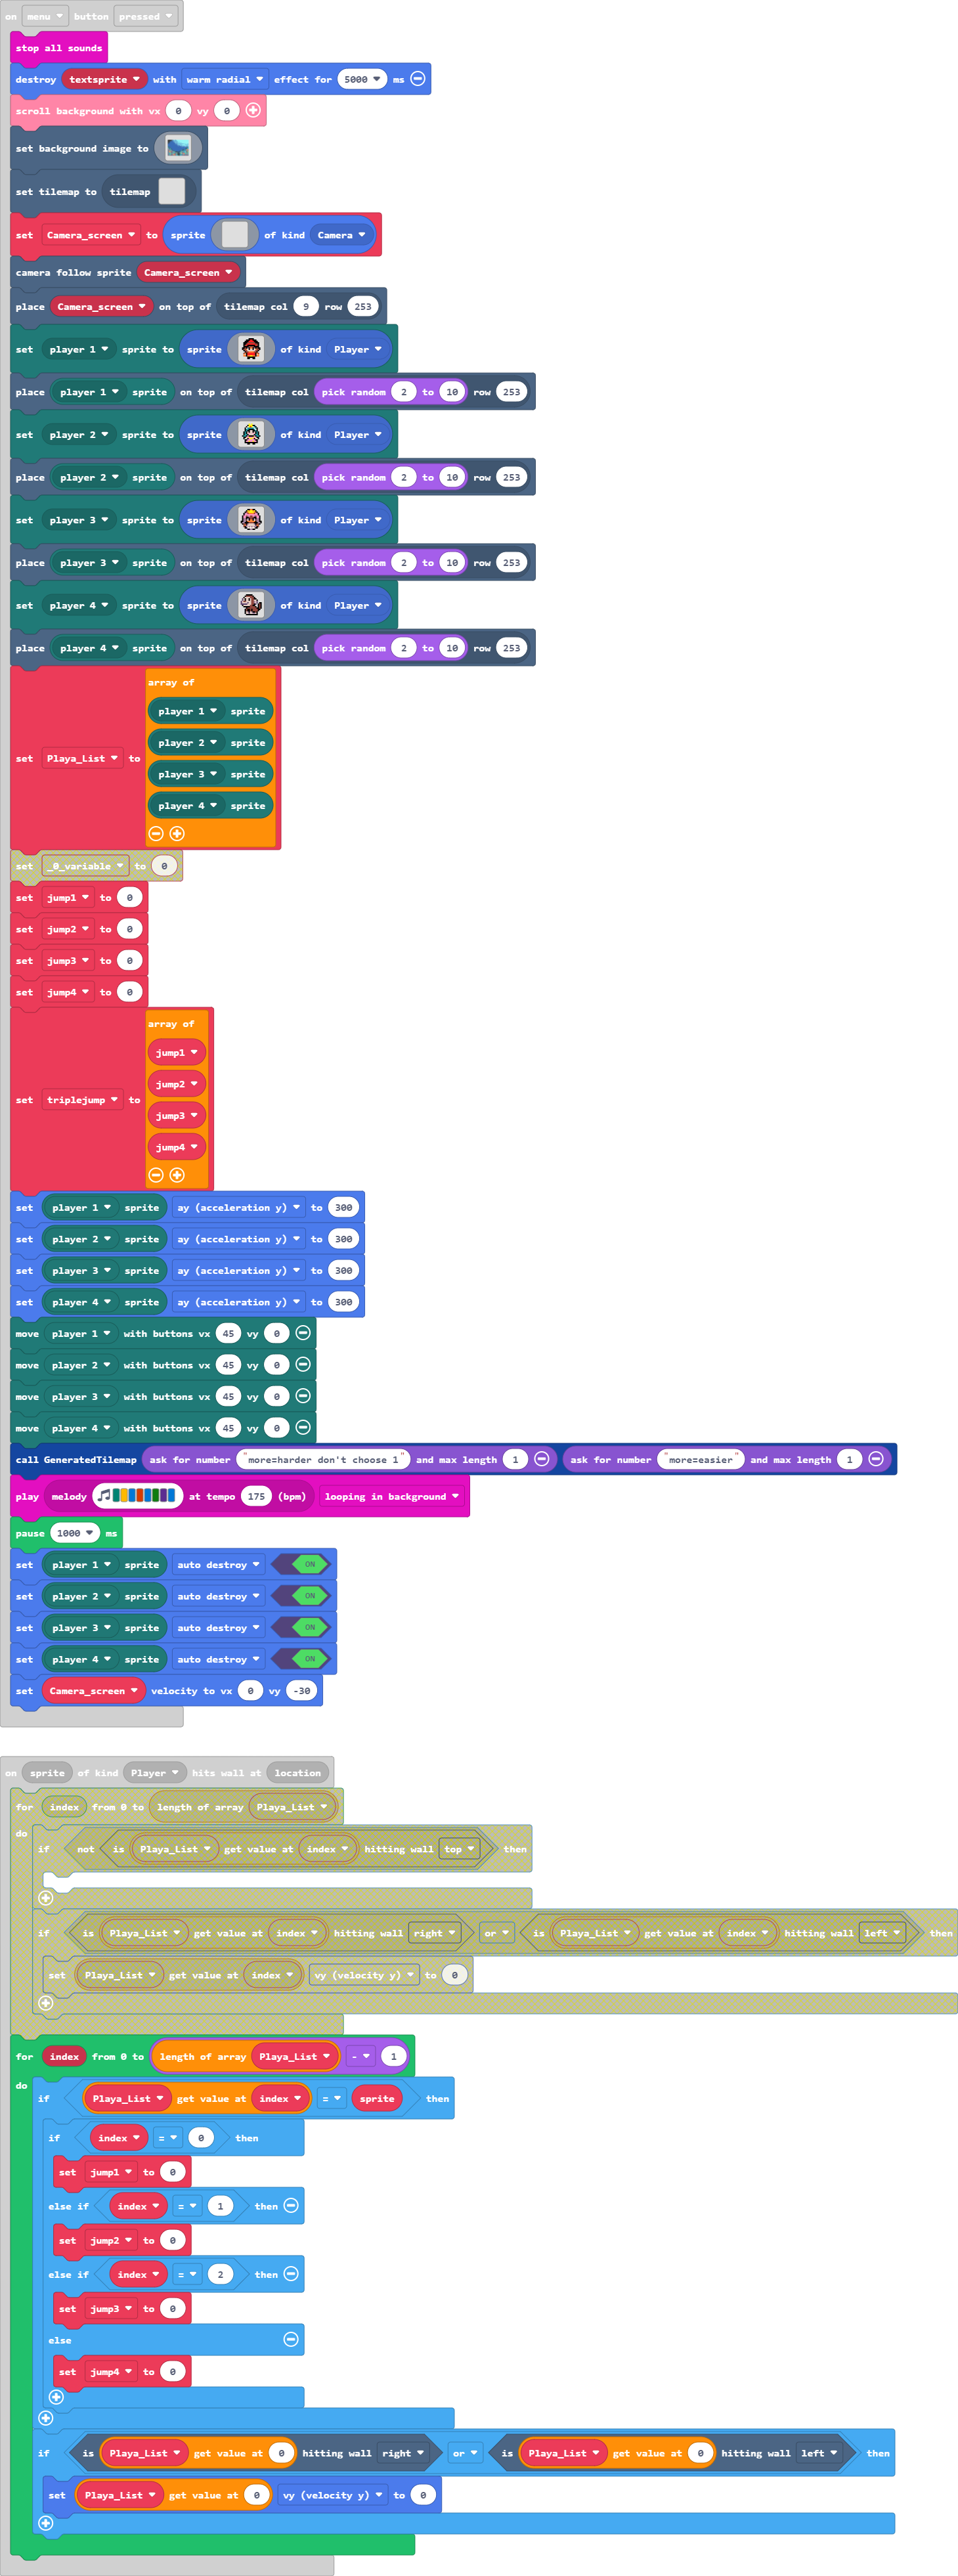 on menu button pressed
stop all sounds
destroy textsprite with warm radial effect for 5000 ms
scroll background with vx 0 vy 0
set background image to
set tilemap to tilemap
set Camera_screen to sprite of kind Camera
camera follow sprite Camera_screen
place Camera_screen on top of tilemap col 9 row 253
set player 1 sprite to sprite of kind Player
place player 1 sprite on top of tilemap col pick random 2 to 10 row 253
set player 2 sprite to sprite of kind Player
place player 2 sprite on top of tilemap col pick random 2 to 10 row 253
set player 3 sprite to sprite of kind Player
place player 3 sprite on top of tilemap col pick random 2 to 10 row 253
set player 4 sprite to sprite of kind Player
place player 4 sprite on top of tilemap col pick random 2 to 10 row 253
array of
player 1 sprite
player 2 sprite
set Playa_List to
player 3 sprite
player 4 sprite
set _0_variable to 0
set jump1 to 0
set jump2 to 0
set jump3 to 0
set jump4 to 0
array of
jump1
jump2
set triplejump to
jump3
jump4
set player 1 sprite ay (acceleration y) to 300
set player 2 sprite ay (acceleration y) to 300
set player 3 sprite ay (acceleration y) to 300
set player 4 sprite ay (acceleration y) to 300
move player 1 with buttons vx 45 vy 0
move player 2 with buttons vx 45 vy 0
move player 3 with buttons vx 45 vy 0
move player 4 with buttons vx 45 vy 0
call GeneratedTilemap ask for number "more=harder don't choose 1" and max length 1 ask for number "more=easier" and max length 1
play melody at tempo 175 (bpm) looping in background
pause 1000 ms
set player 1 sprite auto destroy ON
set player 2 sprite auto destroy ON
set player 3 sprite auto destroy ON
set player 4 sprite auto destroy ON
set Camera_screen velocity to vx 0 vy -30
on sprite of kind Player hits wall at location
for index from 0 to length of array Playa_List
do
if not is Playa_List get value at index hitting wall top then
if is Playa_List get value at index hitting wall right or is Playa_List get value at index hitting wall left then
set Playa_List get value at index vy (velocity y) to 0
for index from 0 to length of array Playa_List - 1
do
if Playa_List get value at index = sprite then
if index = 0 then
set jump1 to 0
else if index = 1 then
set jump2 to 0
else if index = 2 then
set jump3 to 0
else
set jump4 to 0
if is Playa_List get value at 0 hitting wall right or is Playa_List get value at 0 hitting wall left then
set Playa_List get value at 0 vy (velocity y) to 0